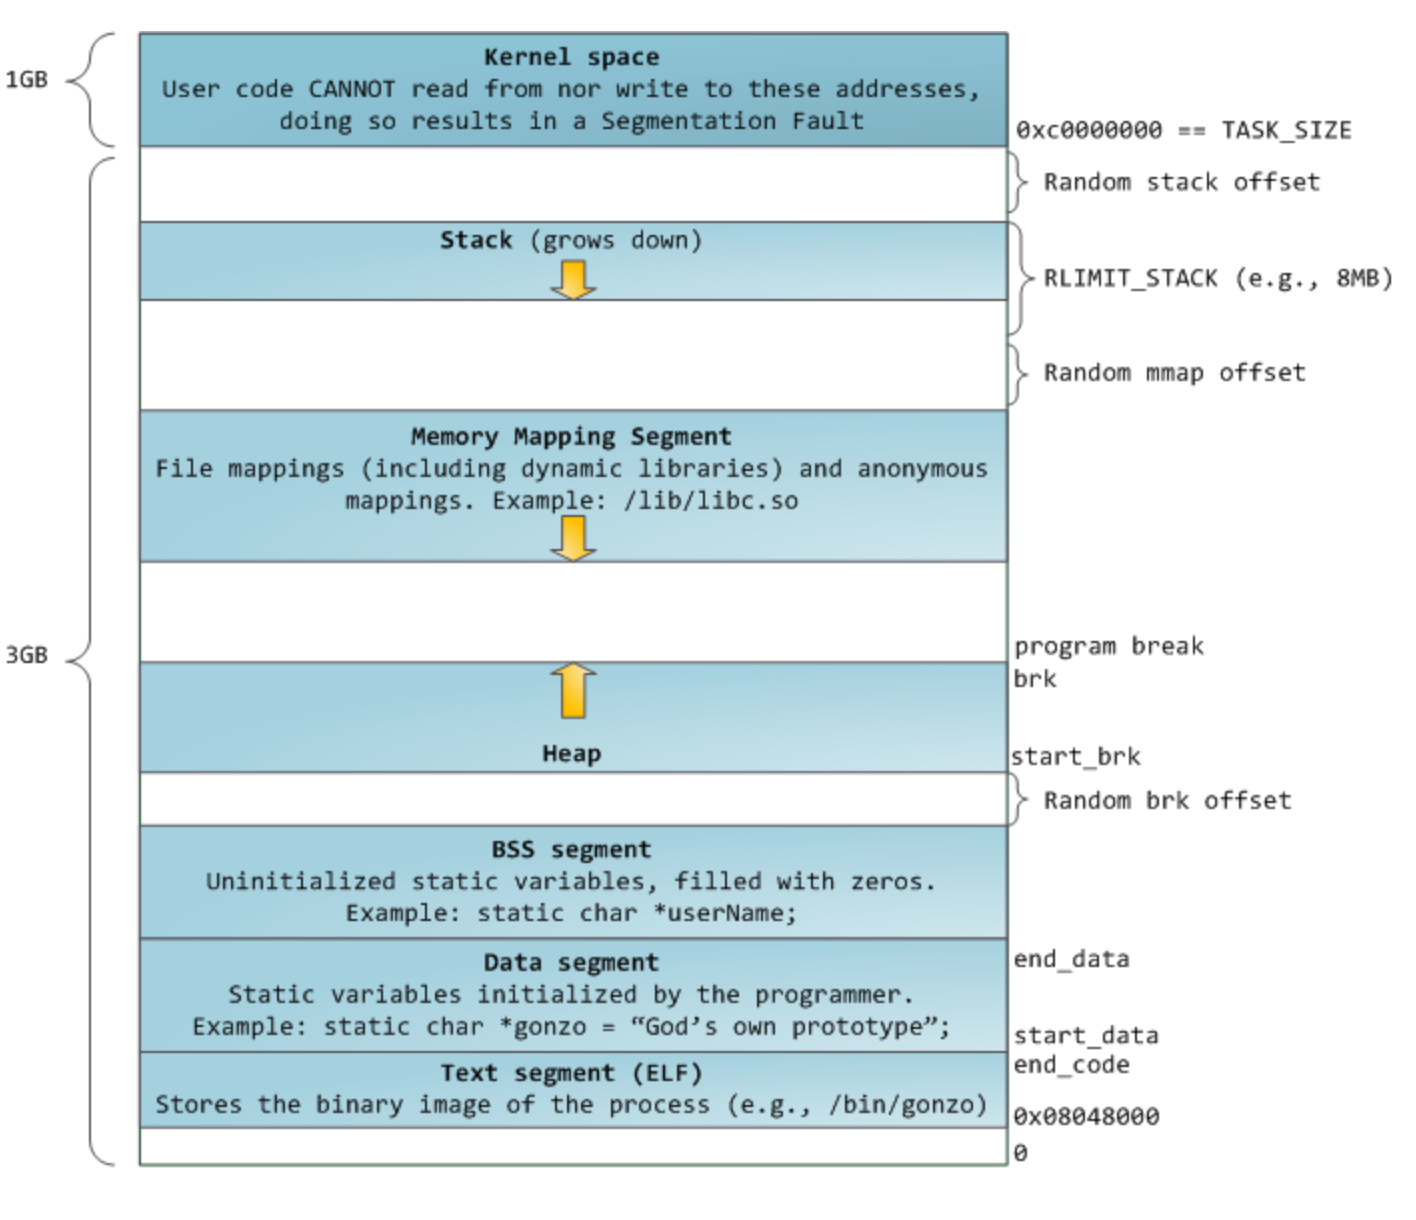 1GB
Kernel space
User code CANNOT read from nor write to these addresses,
doing so results in a Segmentation Fault
0xc0000000 == TASK_SIZE
Random stack offset
Stack (grows down)
RLIMIT_STACK (e.g., 8MB)
Random mmap offset
Memory Mapping Segment
File mappings (including dynamic libraries) and anonymous
mappings. Example: /lib/libc.so
3GB
program break
brk
Heap
start_brk
Random brk offset
BSS segment
Uninitialized static variables, filled with zeros.
Example: static char *userName;
Data segment
end_data
Static variables initialized by the programmer.
Example: static char *gonzo = “God’s own prototype”;
start_data
end_code
Text segment (ELF)
Stores the binary image of the process (e.g., /bin/gonzo)
0x08048000
0